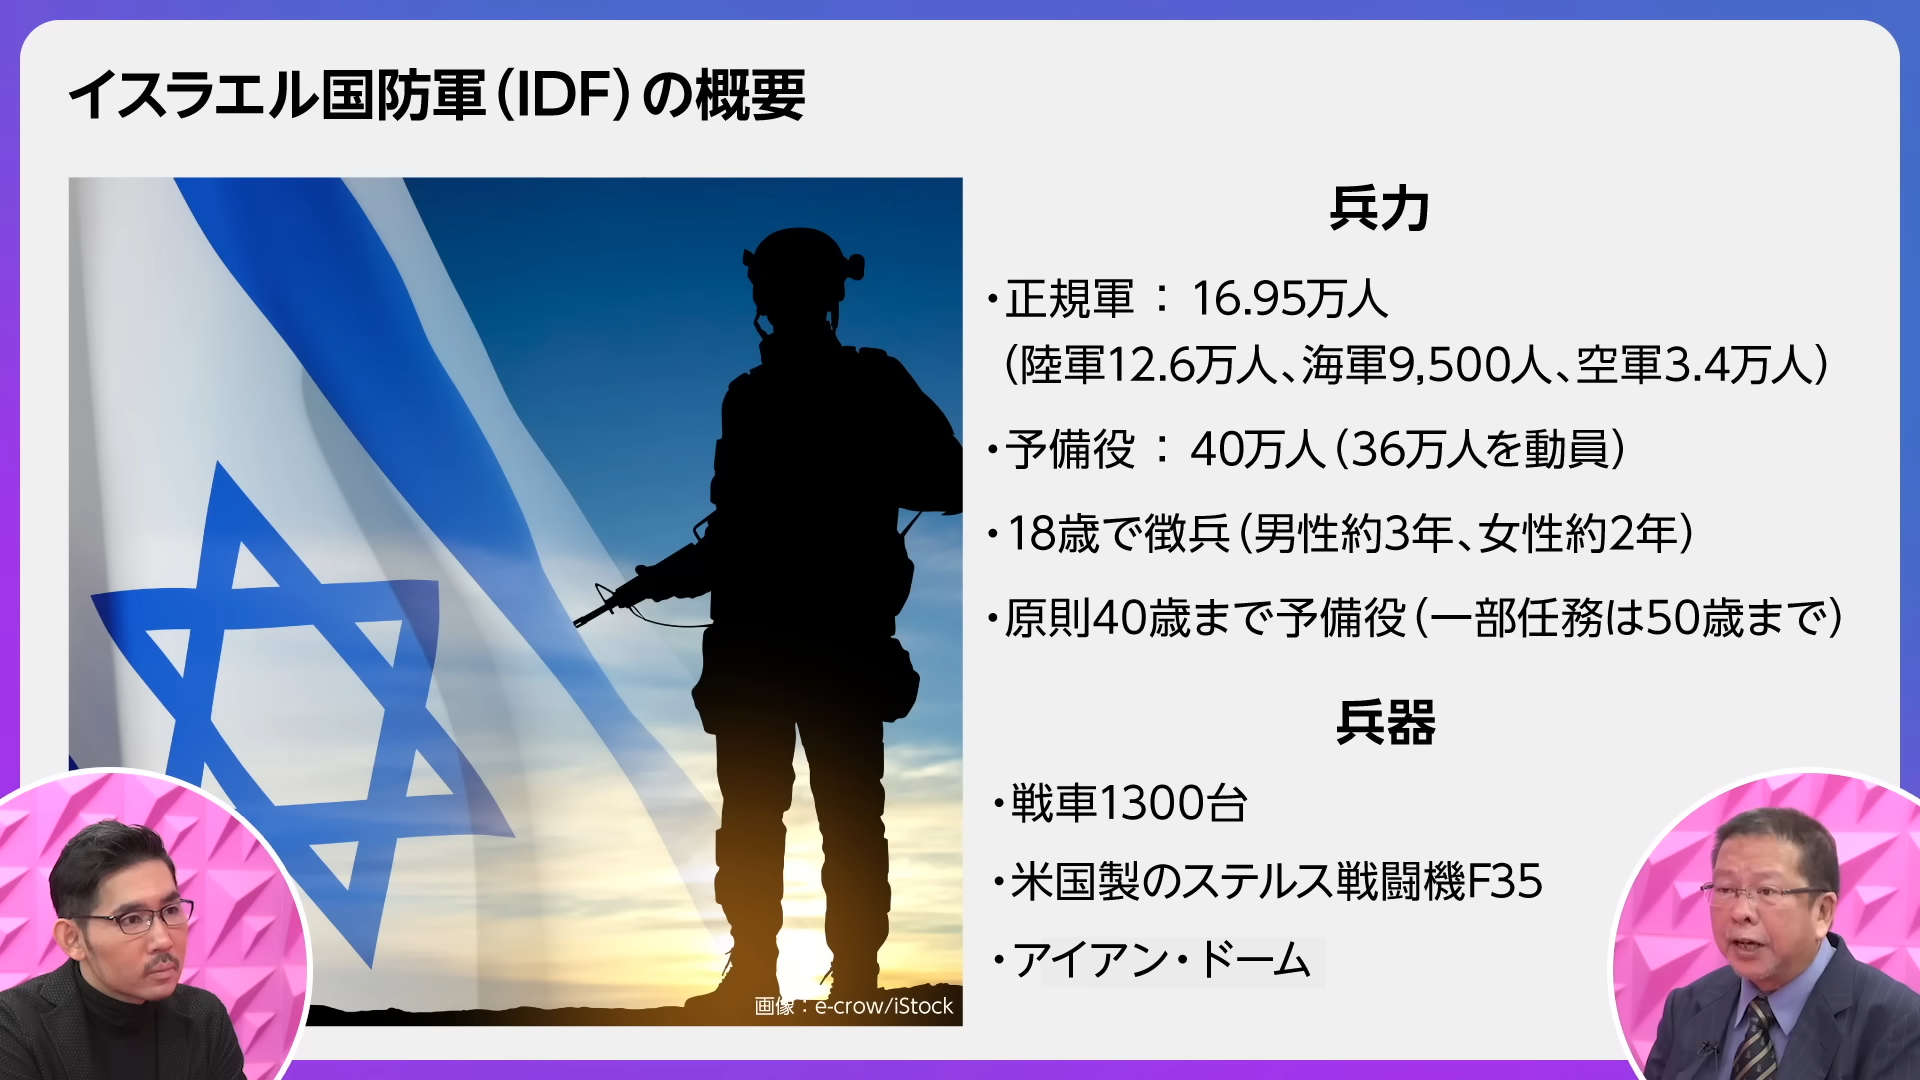 イスラエル国防軍（IDF）の概要
兵力
・正規軍 ： 16.95万人
（陸軍12.6万人、海軍9,500人、空軍3.4万人）
・予備役 ： 40万人（36万人を動員）
・18歳で徴兵（男性約3年、女性約2年）
・原則40歳まで予備役（一部任務は50歳まで）
兵器
・戦車1300台
・米国製のステルス戦闘機F35
・アイアン・ドーム
画像：e-crow/iStock